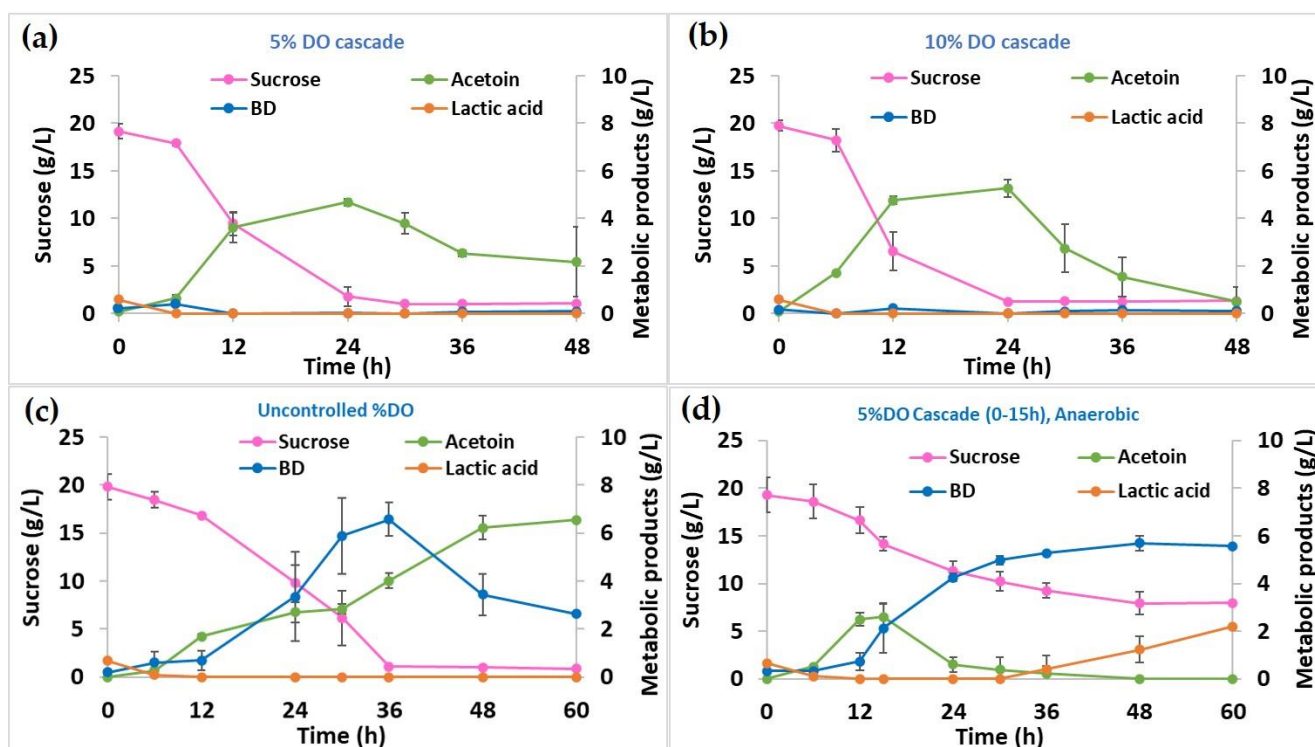 (a)
5% DO cascade
Sucrose
Acetoin
BD
Lactic acid
25
20
15
10
5
0
10
8
6
4
2
0
Sucrose (g/L)
Metabolic products (g/L)
0 12 24 36 48
Time (h)
(b)
10% DO cascade
Sucrose
Acetoin
BD
Lactic acid
25
20
15
10
5
0
10
8
6
4
2
0
Sucrose (g/L)
Metabolic products (g/L)
0 12 24 36 48
Time (h)
(c)
Uncontrolled %DO
Sucrose
Acetoin
BD
Lactic acid
25
20
15
10
5
0
10
8
6
4
2
0
Sucrose (g/L)
Metabolic products (g/L)
0 12 24 36 48 60
Time (h)
(d)
5%DO Cascade (0-15h), Anaerobic
Sucrose
Acetoin
BD
Lactic acid
25
20
15
10
5
0
10
8
6
4
2
0
Sucrose (g/L)
Metabolic products (g/L)
0 12 24 36 48 60
Time (h)